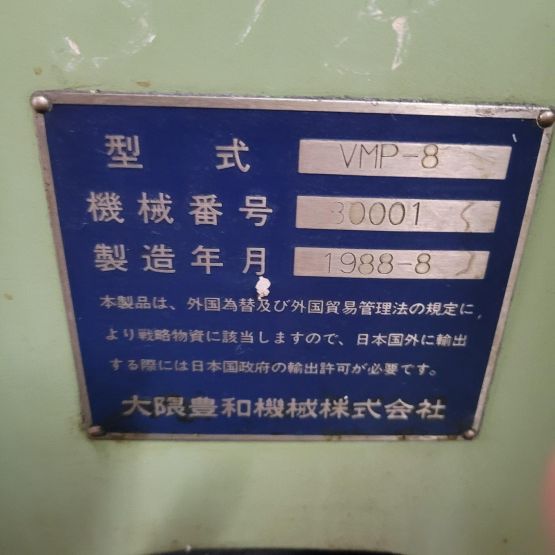 型 式 VMP-8
機械番号 30001
製造年月 1988-8
本製品は、外国為替及び外国貿易管理法の規定に
より戦略物資に該当しますので、日本国外に輸出
する際には日本国政府の輸出許可が必要です。
大隈豊和機械株式会社